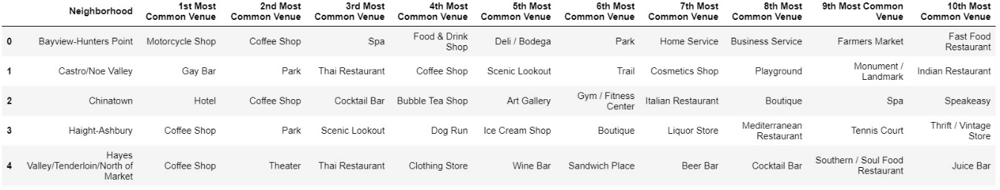 Neighborhood 1st Most Common Venue 2nd Most Common Venue 3rd Most Common Venue 4th Most Common Venue 5th Most Common Venue 6th Most Common Venue 7th Most Common Venue 8th Most Common Venue 9th Most Common Venue 10th Most Common Venue
0 Bayview-Hunters Point Motorcycle Shop Coffee Shop Spa Food & Drink Shop Deli / Bodega Park Home Service Business Service Farmers Market Fast Food Restaurant
1 Castro/Noe Valley Gay Bar Park Thai Restaurant Coffee Shop Scenic Lookout Trail Cosmetics Shop Playground Monument / Landmark Indian Restaurant
2 Chinatown Hotel Coffee Shop Cocktail Bar Bubble Tea Shop Art Gallery Gym / Fitness Center Italian Restaurant Boutique Spa Speakeasy
3 Haight-Ashbury Coffee Shop Park Scenic Lookout Dog Run Ice Cream Shop Boutique Liquor Store Mediterranean Restaurant Tennis Court Thrift / Vintage Store
4 Hayes Valley/Tenderloin/North of Market Coffee Shop Theater Thai Restaurant Clothing Store Wine Bar Sandwich Place Beer Bar Cocktail Bar Southern / Soul Food Restaurant Juice Bar